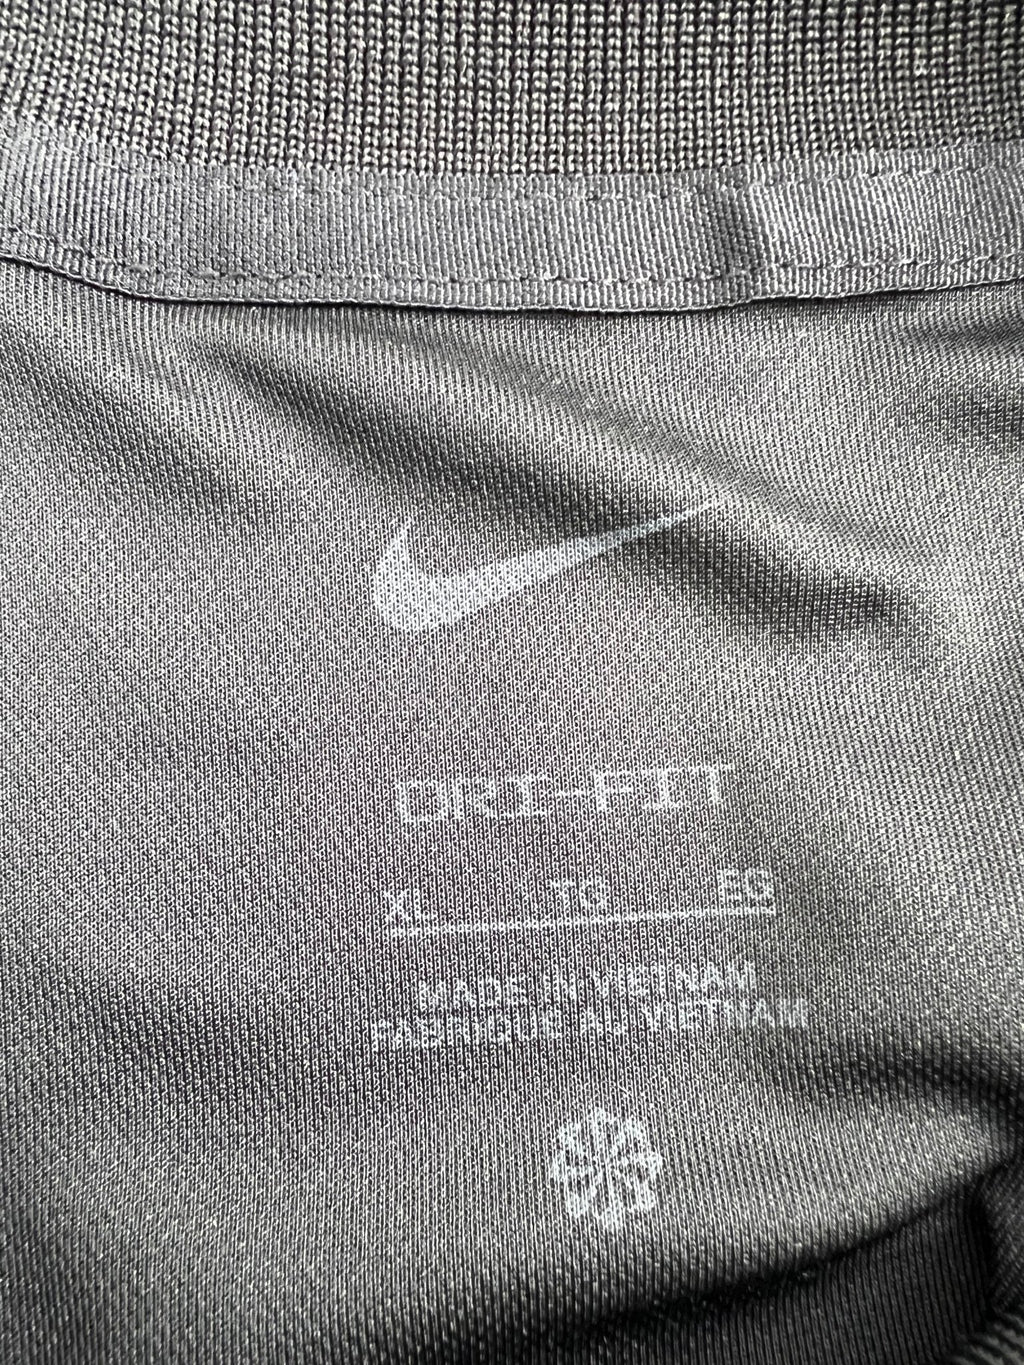 DRI-FIT
XL TG EG
MADE IN VIETNAM
FABRIQUÉ AU VIETNAM